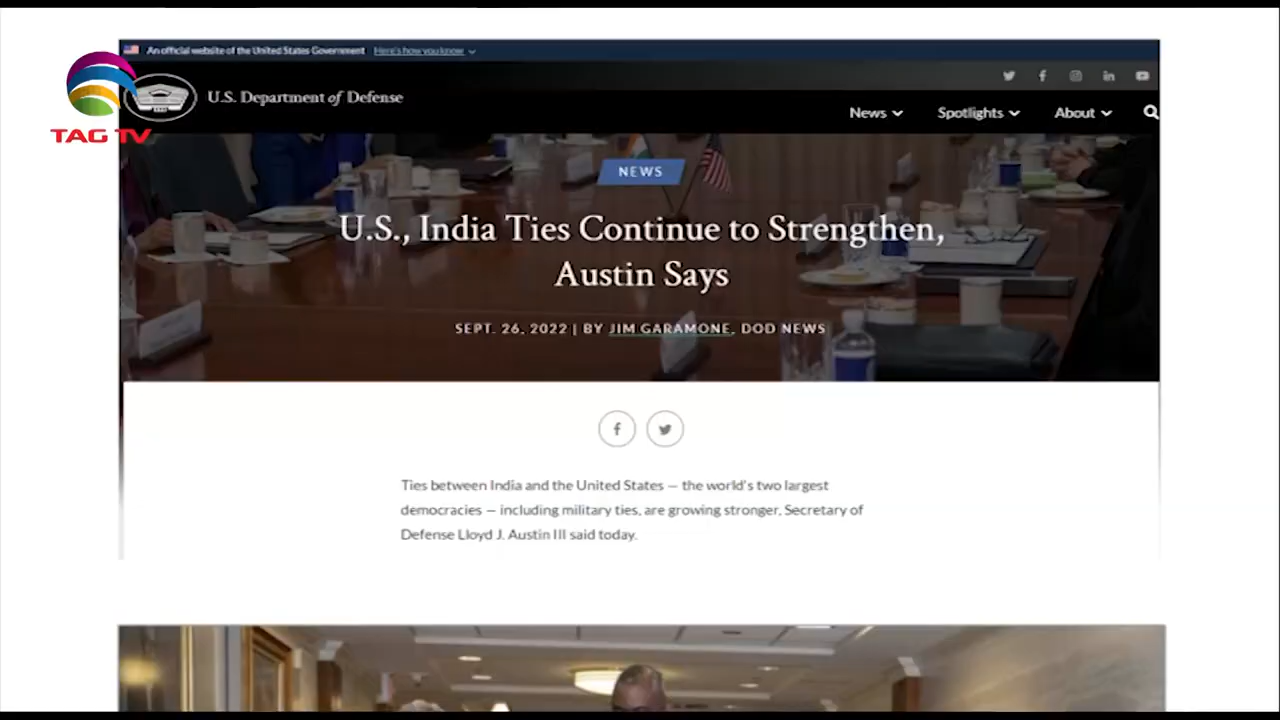 An official website of the United States Government Here's how you know
TAG TV
U.S. Department of Defense
News Spotlights About
NEWS
U.S., India Ties Continue to Strengthen,
Austin Says
SEPT. 26, 2022 | BY JIM GARAMONE, DOD NEWS
Ties between India and the United States — the world's two largest
democracies — including military ties, are growing stronger, Secretary of
Defense Lloyd J. Austin III said today.